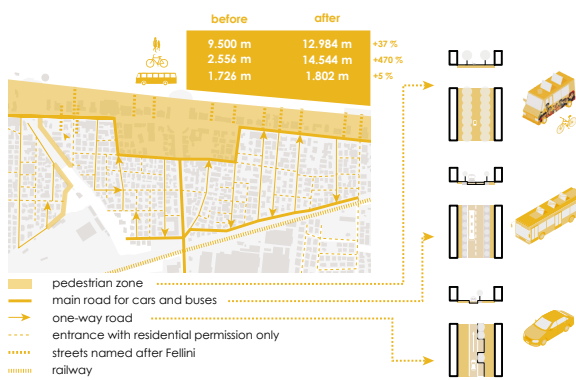 before after
9.500 m 12.984 m +37 %
2.556 m 14.544 m +470 %
1.726 m 1.802 m +5 %
pedestrian zone
main road for cars and buses
one-way road
entrance with residential permission only
streets named after Fellini
railway